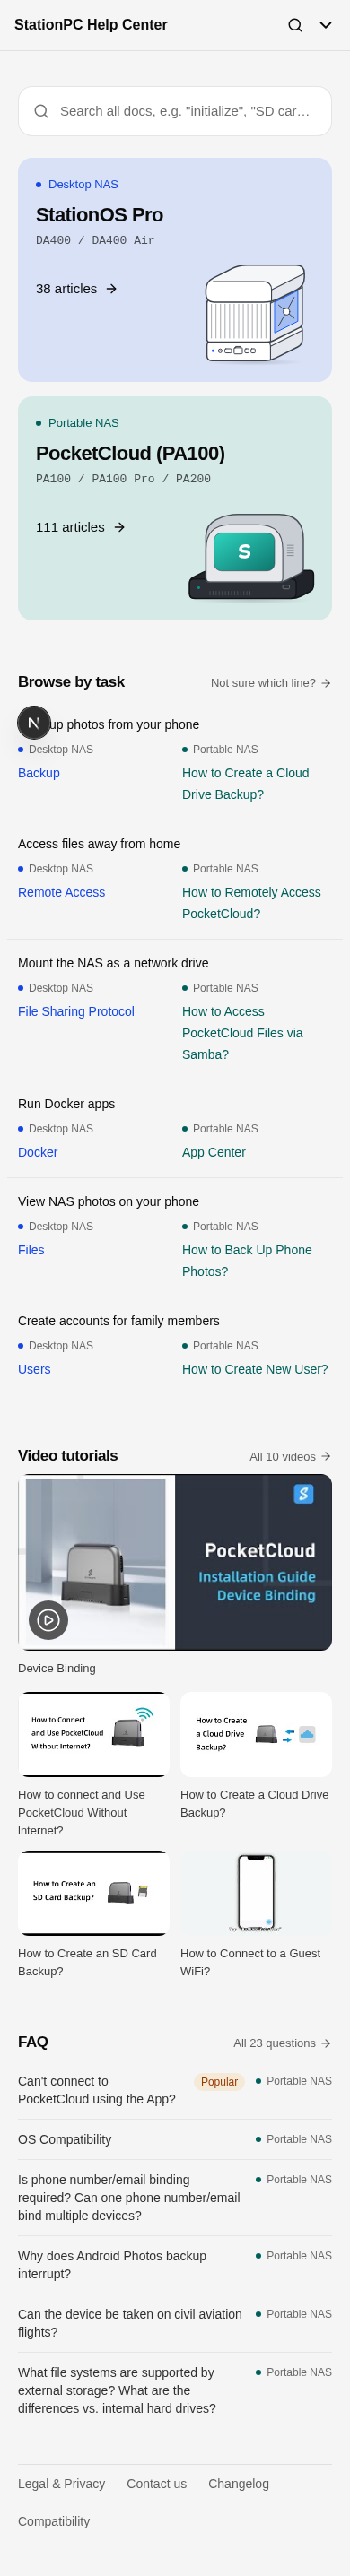 StationPC Help Center
Search all docs, e.g. "initialize", "SD car…
Desktop NAS
StationOS Pro
DA400 / DA400 Air
38 articles
Portable NAS
PocketCloud (PA100)
PA100 / PA100 Pro / PA200
111 articles
Browse by task
Not sure which line?
up photos from your phone
Desktop NAS
Portable NAS
Backup
How to Create a Cloud
Drive Backup?
Access files away from home
Desktop NAS
Portable NAS
Remote Access
How to Remotely Access
PocketCloud?
Mount the NAS as a network drive
Desktop NAS
Portable NAS
File Sharing Protocol
How to Access
PocketCloud Files via
Samba?
Run Docker apps
Desktop NAS
Portable NAS
Docker
App Center
View NAS photos on your phone
Desktop NAS
Portable NAS
Files
How to Back Up Phone
Photos?
Create accounts for family members
Desktop NAS
Portable NAS
Users
How to Create New User?
Video tutorials
All 10 videos
PocketCloud
Installation Guide
Device Binding
Device Binding
How to Connect
and Use PocketCloud
Without Internet?
How to Create
a Cloud Drive
Backup?
How to connect and Use
PocketCloud Without
Internet?
How to Create a Cloud Drive
Backup?
How to Create an
SD Card Backup?
How to Create an SD Card
Backup?
How to Connect to a Guest
WiFi?
FAQ
All 23 questions
Can't connect to
PocketCloud using the App?
Popular
Portable NAS
OS Compatibility
Portable NAS
Is phone number/email binding
required? Can one phone number/email
bind multiple devices?
Portable NAS
Why does Android Photos backup
interrupt?
Portable NAS
Can the device be taken on civil aviation
flights?
Portable NAS
What file systems are supported by
external storage? What are the
differences vs. internal hard drives?
Portable NAS
Legal & Privacy
Contact us
Changelog
Compatibility